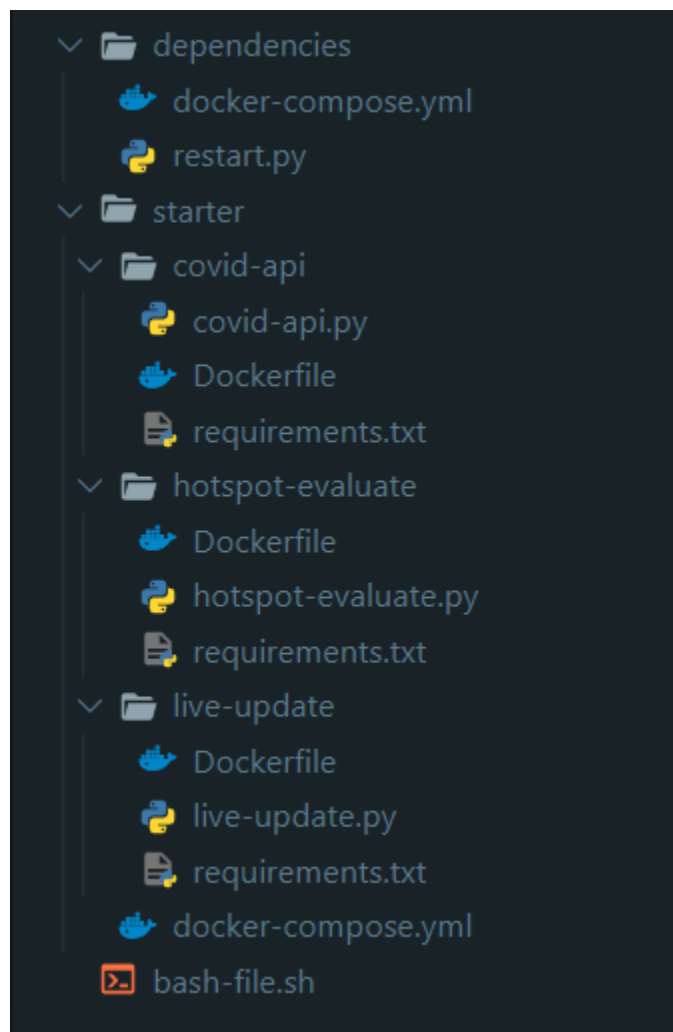 dependencies
docker-compose.yml
restart.py
starter
covid-api
covid-api.py
Dockerfile
requirements.txt
hotspot-evaluate
Dockerfile
hotspot-evaluate.py
requirements.txt
live-update
Dockerfile
live-update.py
requirements.txt
docker-compose.yml
bash-file.sh